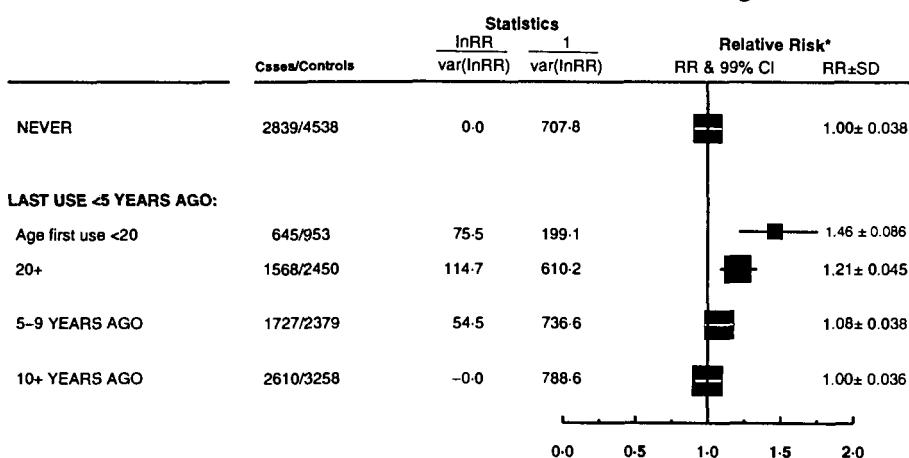 Statistics
lnRR 1 Relative Risk*
Csses/Controls var(lnRR) var(lnRR) RR & 99% CI RR±SD
NEVER 2839/4538 0·0 707·8 1·00± 0·038
LAST USE <5 YEARS AGO:
Age first use <20 645/953 75·5 199·1 1·46 ± 0·086
20+ 1568/2450 114·7 610·2 1·21± 0·045
5–9 YEARS AGO 1727/2379 54·5 736·6 1·08± 0·038
10+ YEARS AGO 2610/3258 −0·0 788·6 1·00± 0·036
0·0 0·5 1·0 1·5 2·0